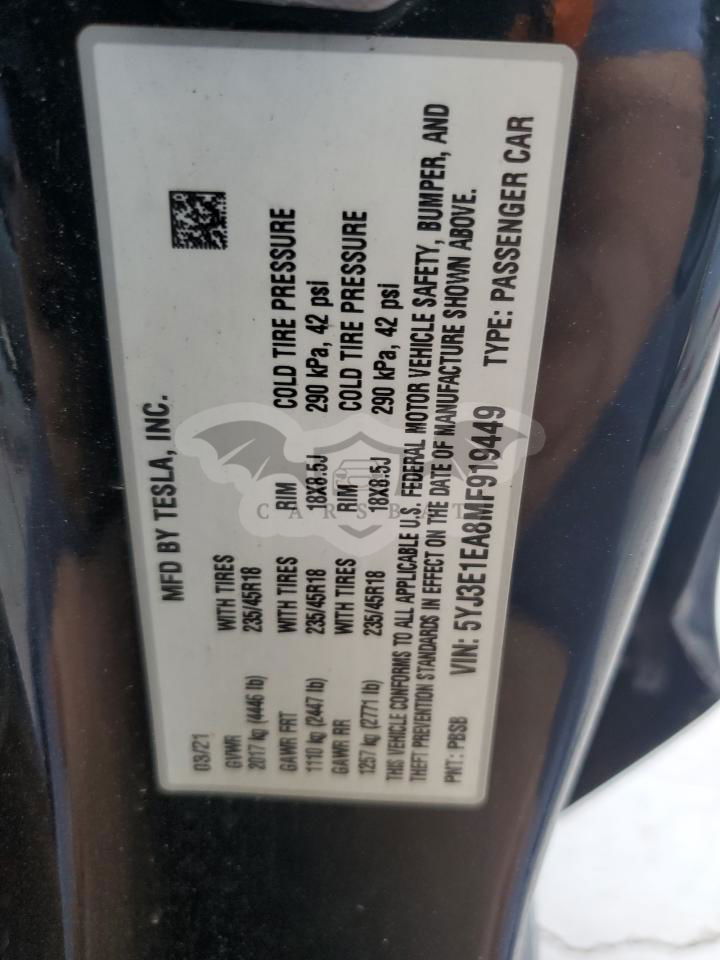 MFD BY TESLA, INC.
03/21
GVWR WITH TIRES
2017 kg (4446 lb) 235/45R18
GAWR FRT WITH TIRES RIM COLD TIRE PRESSURE
1110 kg (2447 lb) 235/45R18 18X8.5J 290 kPa, 42 psi
GAWR RR WITH TIRES RIM COLD TIRE PRESSURE
1257 kg (2771 lb) 235/45R18 18X8.5J 290 kPa, 42 psi
THIS VEHICLE CONFORMS TO ALL APPLICABLE U.S. FEDERAL MOTOR VEHICLE SAFETY, BUMPER, AND
THEFT PREVENTION STANDARDS IN EFFECT ON THE DATE OF MANUFACTURE SHOWN ABOVE.
PNT: PBSB VIN: 5YJ3E1EA8MF919449 TYPE: PASSENGER CAR
CARSBAT